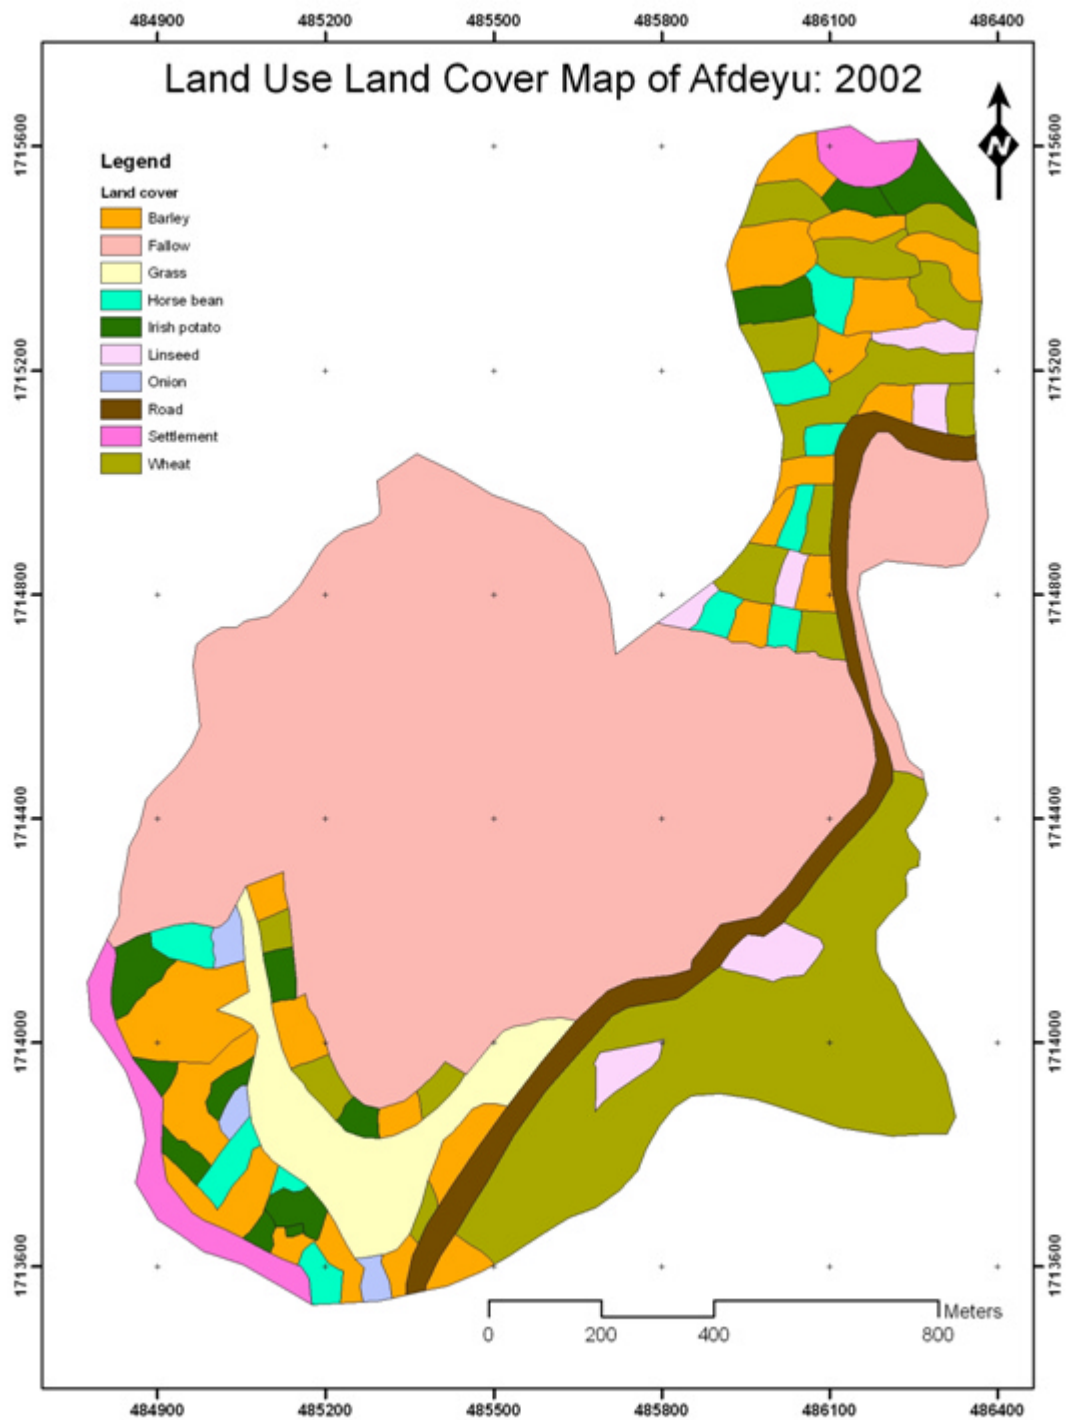 484900 485200 485500 485800 486100 486400
Land Use Land Cover Map of Afdeyu: 2002
N
Legend
Land cover
Barley
Fallow
Grass
Horse bean
Irish potato
Linseed
Onion
Road
Settlement
Wheat
1715600 1715600
1715200 1715200
1714800 1714800
1714400 1714400
1714000 1714000
1713600 1713600
Meters
0 200 400 800
484900 485200 485500 485800 486100 486400